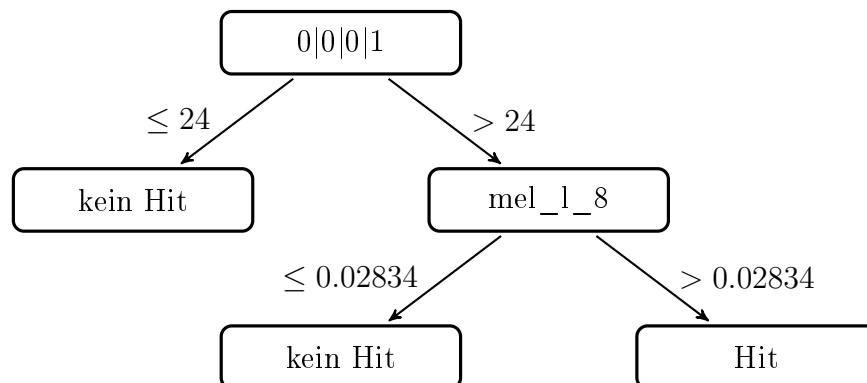 0|0|0|1
≤ 24
> 24
kein Hit
mel_l_8
≤ 0.02834
> 0.02834
kein Hit
Hit